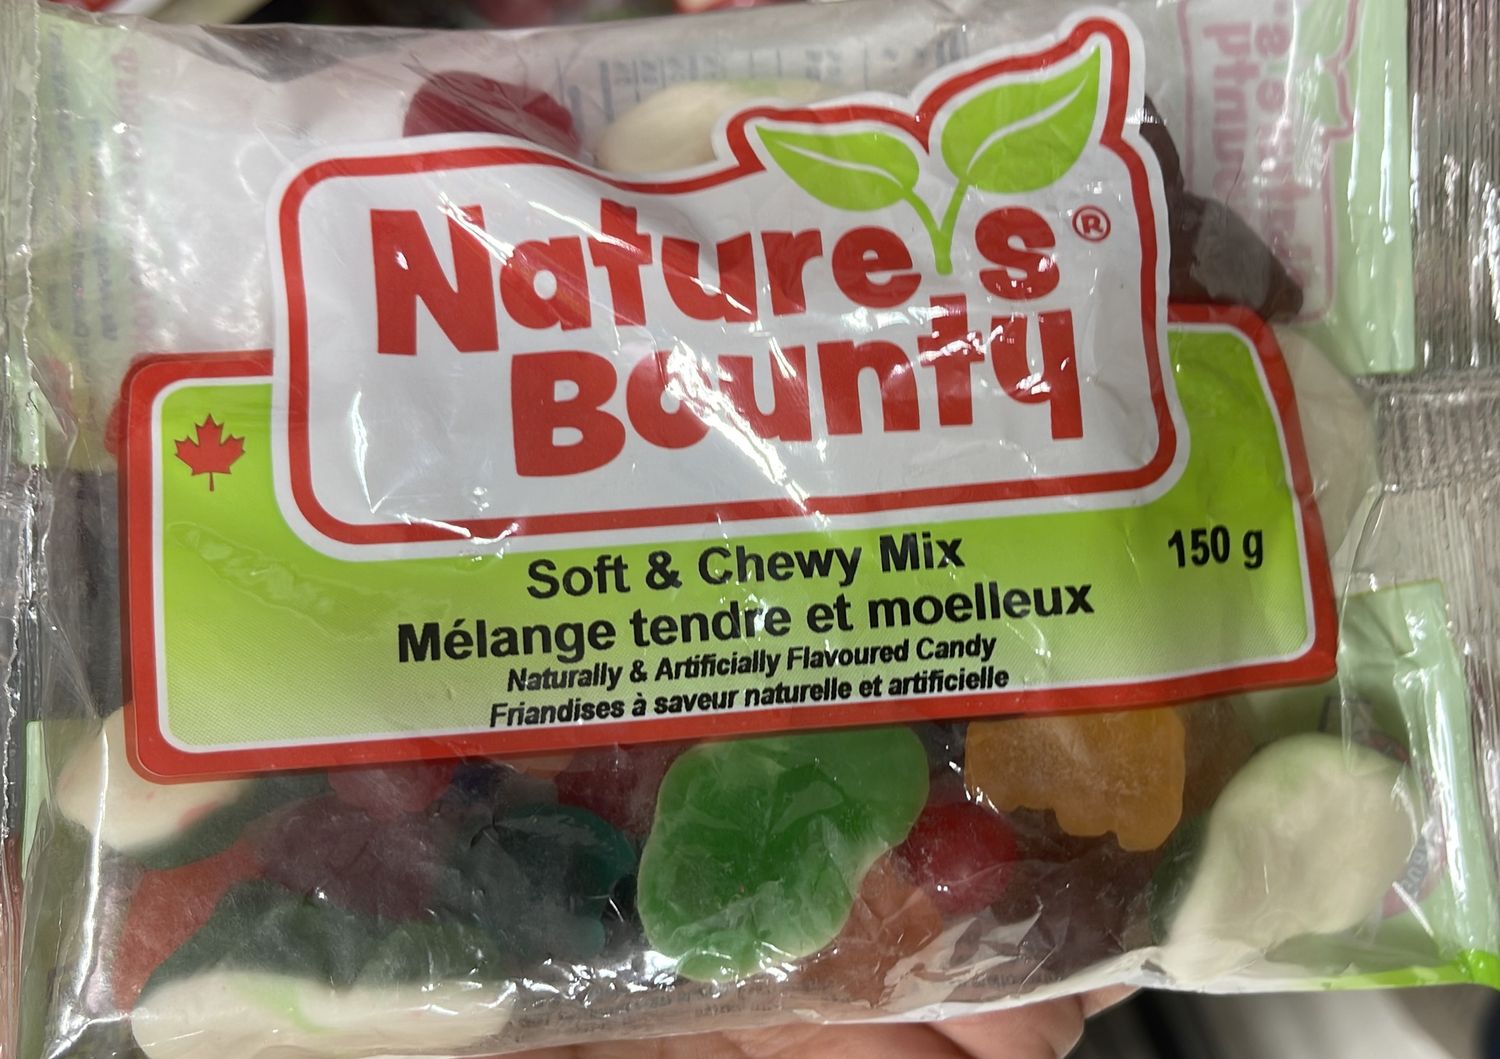 Nature's®
Bounty
Soft & Chewy Mix
150 g
Mélange tendre et moelleux
Naturally & Artificially Flavoured Candy
Friandises à saveur naturelle et artificielle